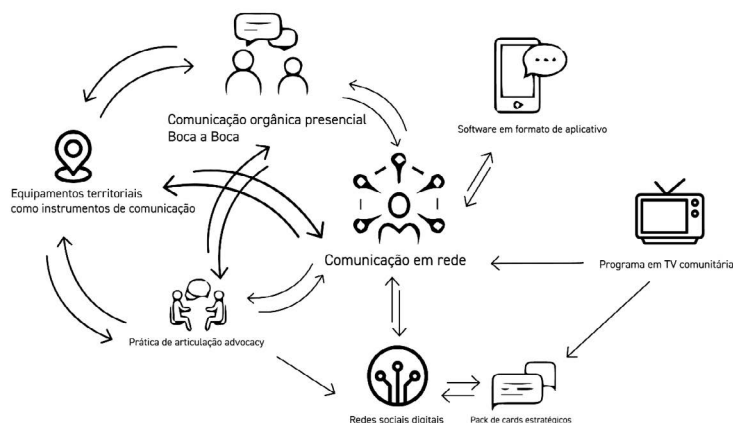 Comunicação orgânica presencial
Boca a Boca
Software em formato de aplicativo
Equipamentos territoriais
como instrumentos de comunicação
Comunicação em rede
Programa em TV comunitária
Prática de articulação advocacy
Redes sociais digitais
Pack de cards estratégicos